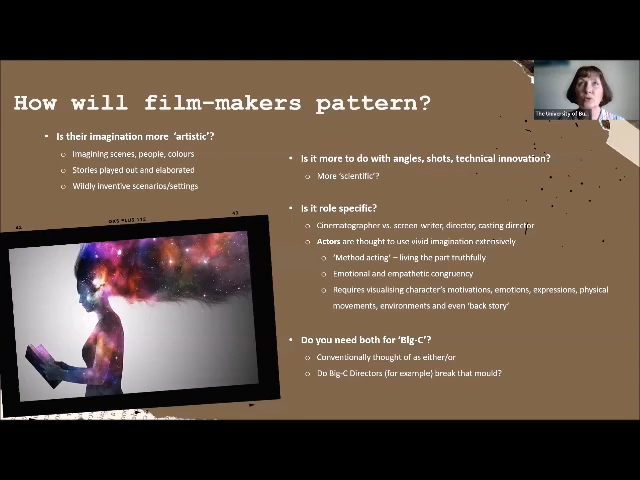 How will film-makers pattern?
The University of Bu...
• Is their imagination more 'artistic'?
o Imagining scenes, people, colours
o Stories played out and elaborated
o Wildly inventive scenarios/settings
• Is it more to do with angles, shots, technical innovation?
o More 'scientific'?
• Is it role specific?
o Cinematographer vs. screen-writer, director, casting director
o Actors are thought to use vivid imagination extensively
o 'Method acting' – living the part truthfully
o Emotional and empathetic congruency
o Requires visualising character's motivations, emotions, expressions, physical
movements, environments and even 'back story'
• Do you need both for 'Big-C'?
o Conventionally thought of as either/or
o Do Big-C Directors (for example) break that mould?